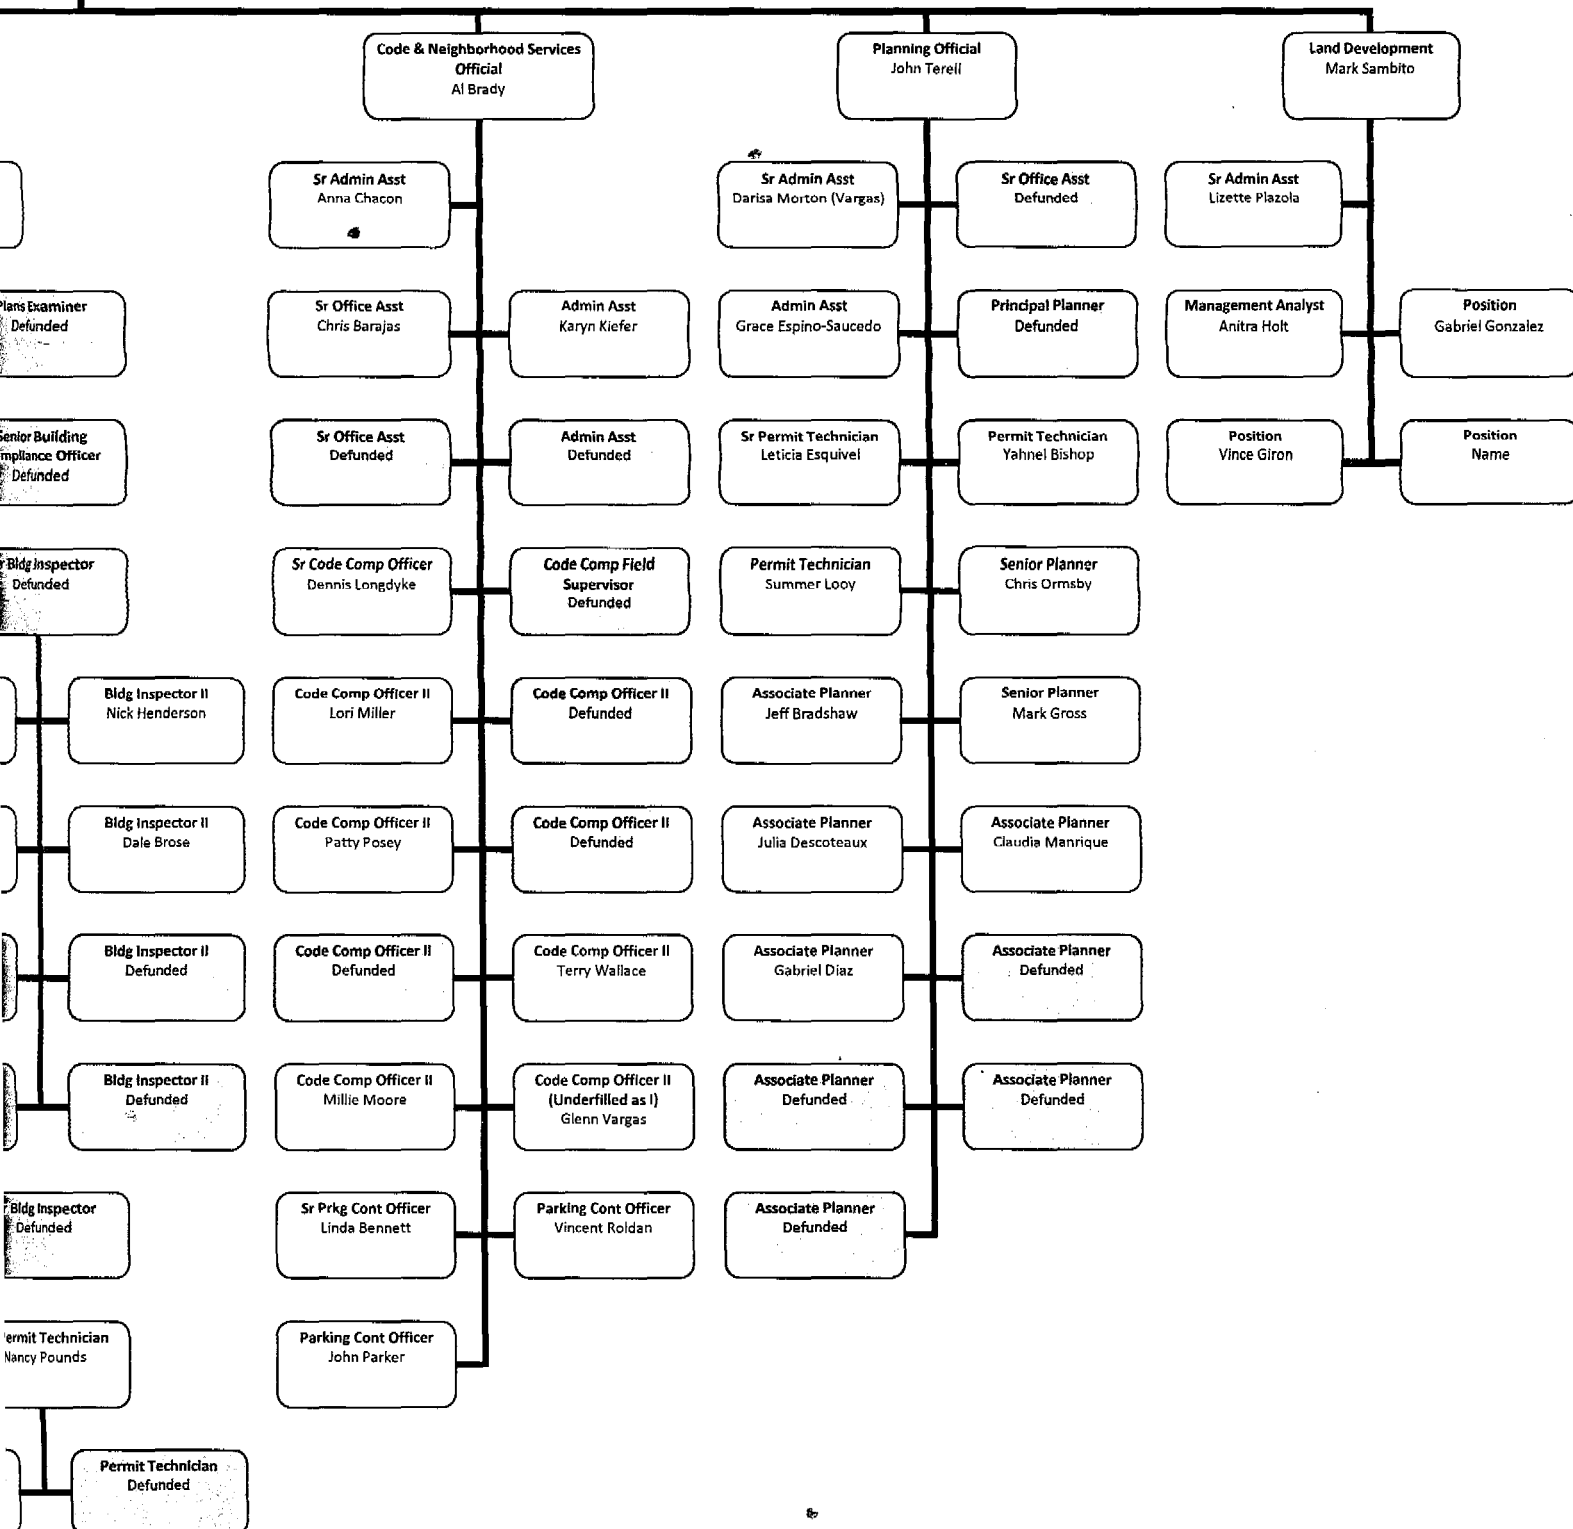 Code & Neighborhood Services
Official
Al Brady
Planning Official
John Terell
Land Development
Mark Sambito
Sr Admin Asst
Anna Chacon
Sr Admin Asst
Darisa Morton (Vargas)
Sr Office Asst
Defunded
Sr Admin Asst
Lizette Plazola
Examiner
Defunded
Sr Office Asst
Chris Barajas
Admin Asst
Karyn Kiefer
Admin Asst
Grace Espino-Saucedo
Principal Planner
Defunded
Management Analyst
Anitra Holt
Position
Gabriel Gonzalez
Building
Officer
Defunded
Sr Office Asst
Defunded
Admin Asst
Defunded
Sr Permit Technician
Leticia Esquivel
Permit Technician
Yahnel Bishop
Position
Vince Giron
Position
Name
Bldg Inspector
Defunded
Sr Code Comp Officer
Dennis Longdyke
Code Comp Field
Supervisor
Defunded
Permit Technician
Summer Looy
Senior Planner
Chris Ormsby
Bldg Inspector II
Nick Henderson
Code Comp Officer II
Lori Miller
Code Comp Officer II
Defunded
Associate Planner
Jeff Bradshaw
Senior Planner
Mark Gross
Bldg Inspector II
Dale Brose
Code Comp Officer II
Patty Posey
Code Comp Officer II
Defunded
Associate Planner
Julia Descoteaux
Associate Planner
Claudia Manrique
Bldg Inspector II
Defunded
Code Comp Officer II
Defunded
Code Comp Officer II
Terry Wallace
Associate Planner
Gabriel Diaz
Associate Planner
Defunded
Bldg Inspector II
Defunded
Code Comp Officer II
Millie Moore
Code Comp Officer II
(Underfilled as I)
Glenn Vargas
Associate Planner
Defunded
Associate Planner
Defunded
Bldg Inspector
Defunded
Sr Prkg Cont Officer
Linda Bennett
Parking Cont Officer
Vincent Roldan
Associate Planner
Defunded
Technician
Nancy Pounds
Parking Cont Officer
John Parker
Permit Technician
Defunded